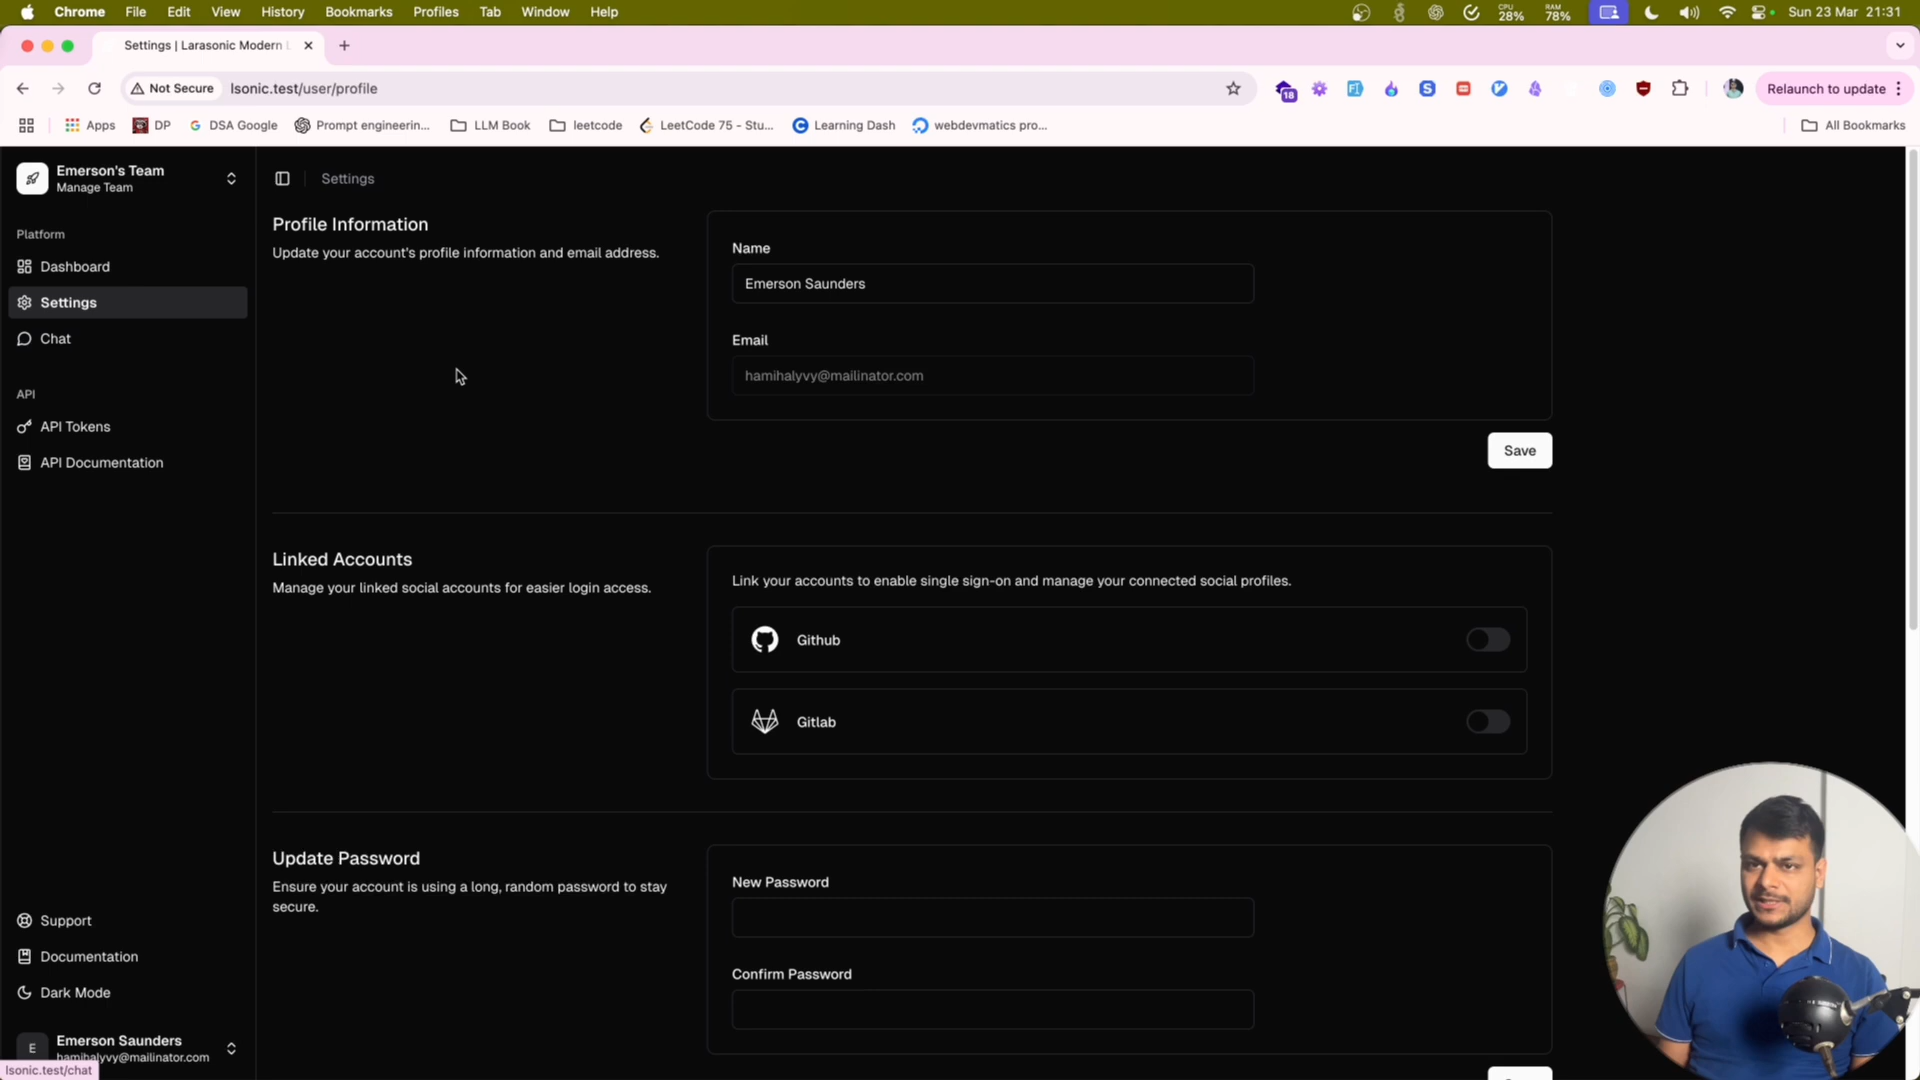 Chrome File Edit View History Bookmarks Profiles Tab Window Help
CPU 28% RAM 78% Sun 23 Mar 21:31
Settings | Larasonic Modern L
Not Secure lsonic.test/user/profile
18
Relaunch to update
Apps DP DSA Google Prompt engineerin... LLM Book leetcode LeetCode 75 - Stu... Learning Dash webdevmatics pro... All Bookmarks
Emerson's Team
Manage Team
Platform
Dashboard
Settings
Chat
API
API Tokens
API Documentation
Support
Documentation
Dark Mode
E
Emerson Saunders
hamihalyvy@mailinator.com
lsonic.test/chat
Settings
Profile Information
Update your account's profile information and email address.
Name
Emerson Saunders
Email
hamihalyvy@mailinator.com
Save
Linked Accounts
Manage your linked social accounts for easier login access.
Link your accounts to enable single sign-on and manage your connected social profiles.
Github
Gitlab
Update Password
Ensure your account is using a long, random password to stay
secure.
New Password
Confirm Password